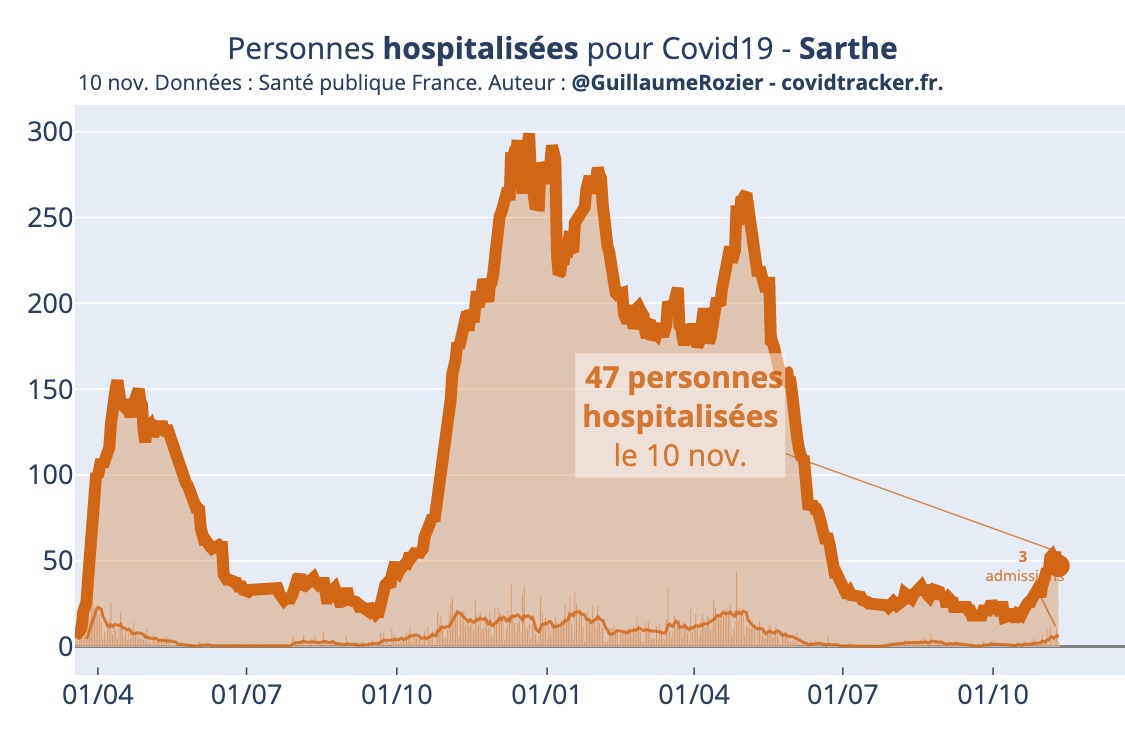 Personnes hospitalisées pour Covid19 - Sarthe
10 nov. Données : Santé publique France. Auteur : @GuillaumeRozier - covidtracker.fr.
300
250
200
150
100
50
0
47 personnes
hospitalisées
le 10 nov.
3
admissions
01/04 01/07 01/10 01/01 01/04 01/07 01/10